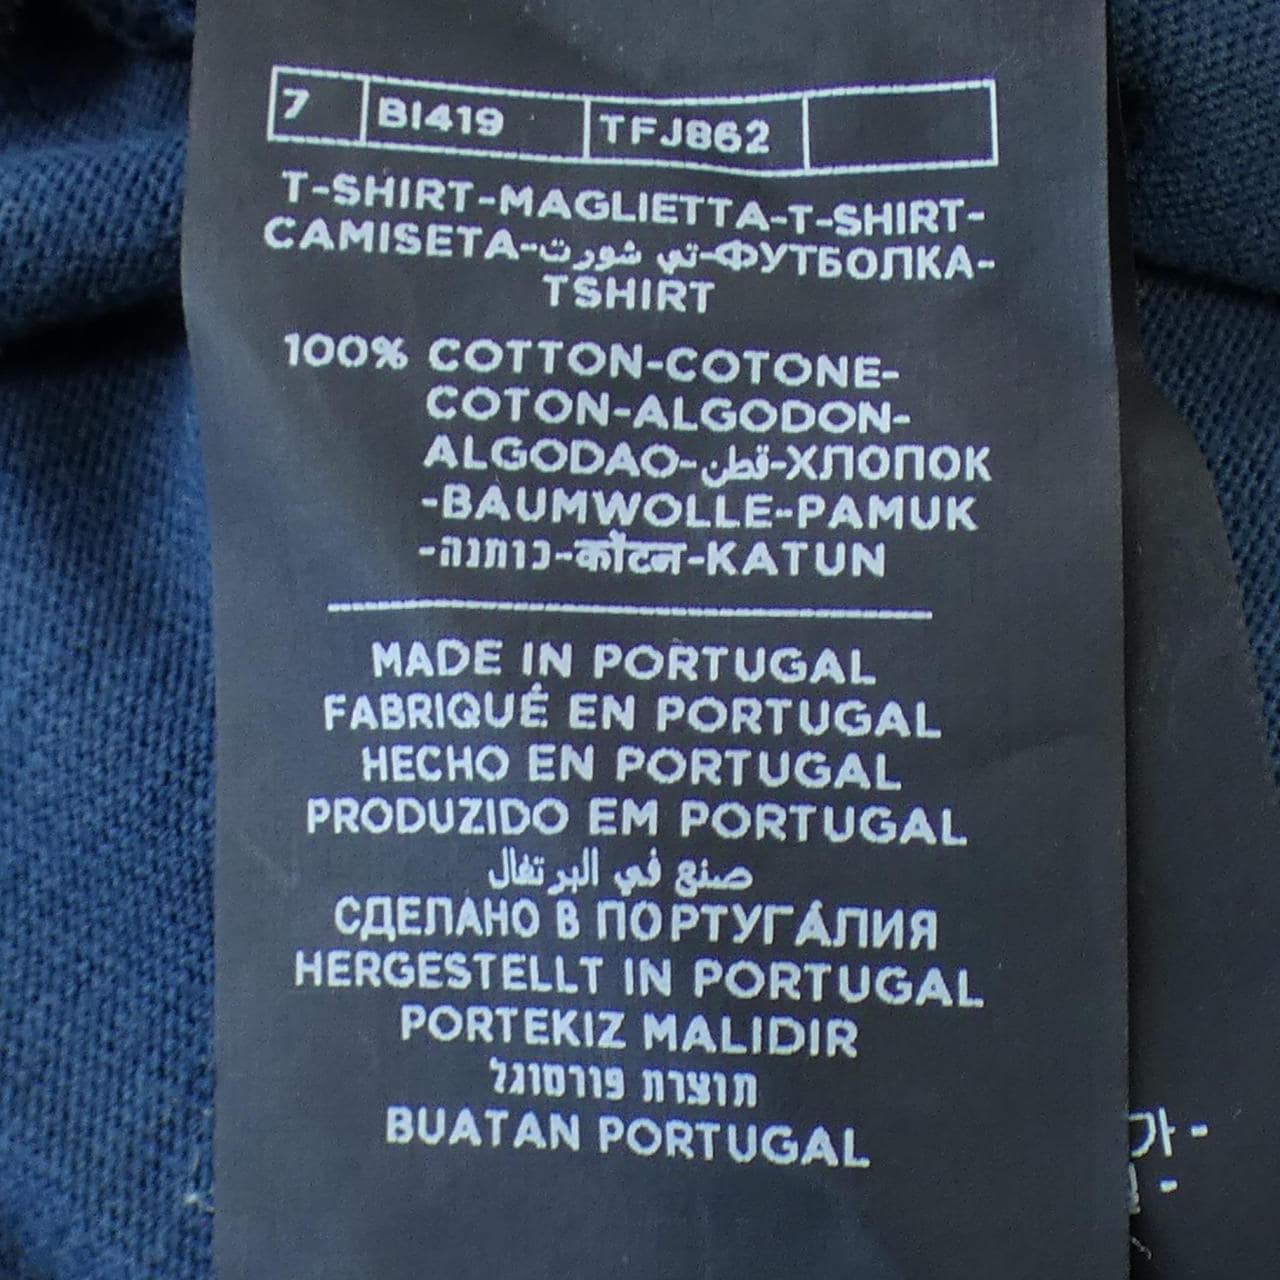 7 BI419 TFJ862
T-SHIRT-MAGLIETTA-T-SHIRT-
CAMISETA-تي شورت-ФУТБОЛКА-
TSHIRT
100% COTTON-COTONE-
COTON-ALGODON-
ALGODAO-قطن-ХЛОПОК
-BAUMWOLLE-PAMUK
-כותנה-कॉटन-KATUN
MADE IN PORTUGAL
FABRIQUÉ EN PORTUGAL
HECHO EN PORTUGAL
PRODUZIDO EM PORTUGAL
صنع في البرتغال
СДЕЛАНО В ПОРТУГА́ЛИЯ
HERGESTELLT IN PORTUGAL
PORTEKIZ MALIDIR
תוצרת פורטוגל
BUATAN PORTUGAL